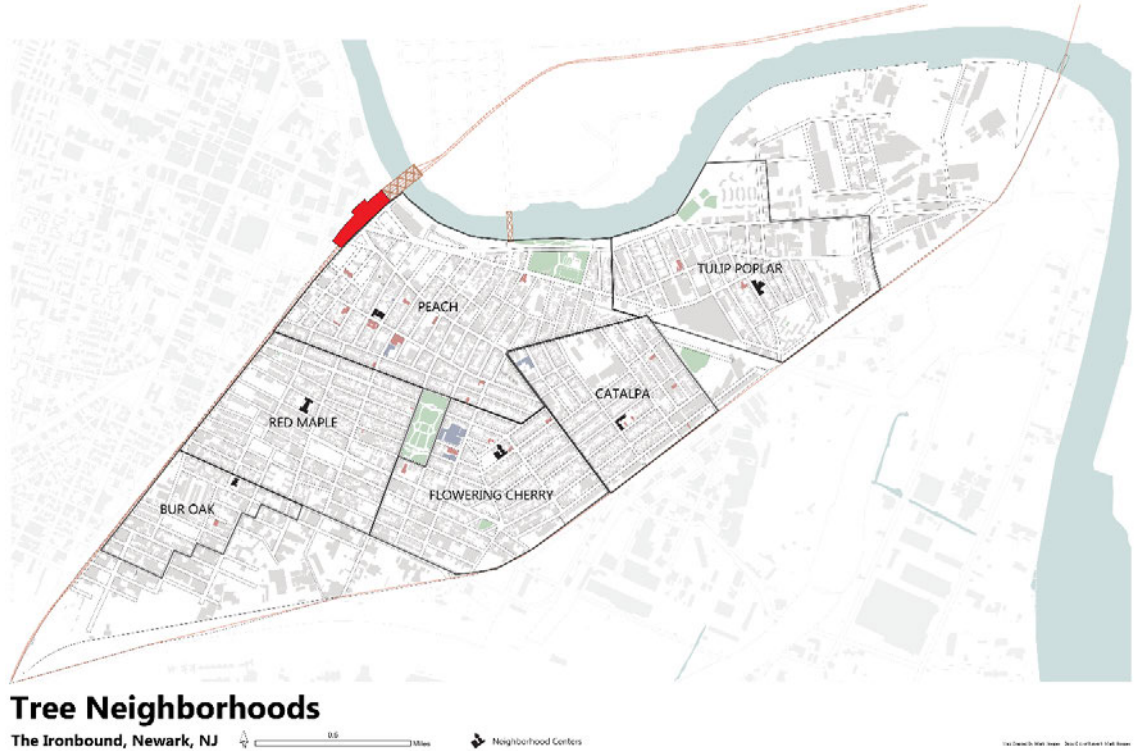 TULIP POPLAR
PEACH
CATALPA
RED MAPLE
FLOWERING CHERRY
BUR OAK
Tree Neighborhoods
The Ironbound, Newark, NJ
Miles
Neighborhood Centers